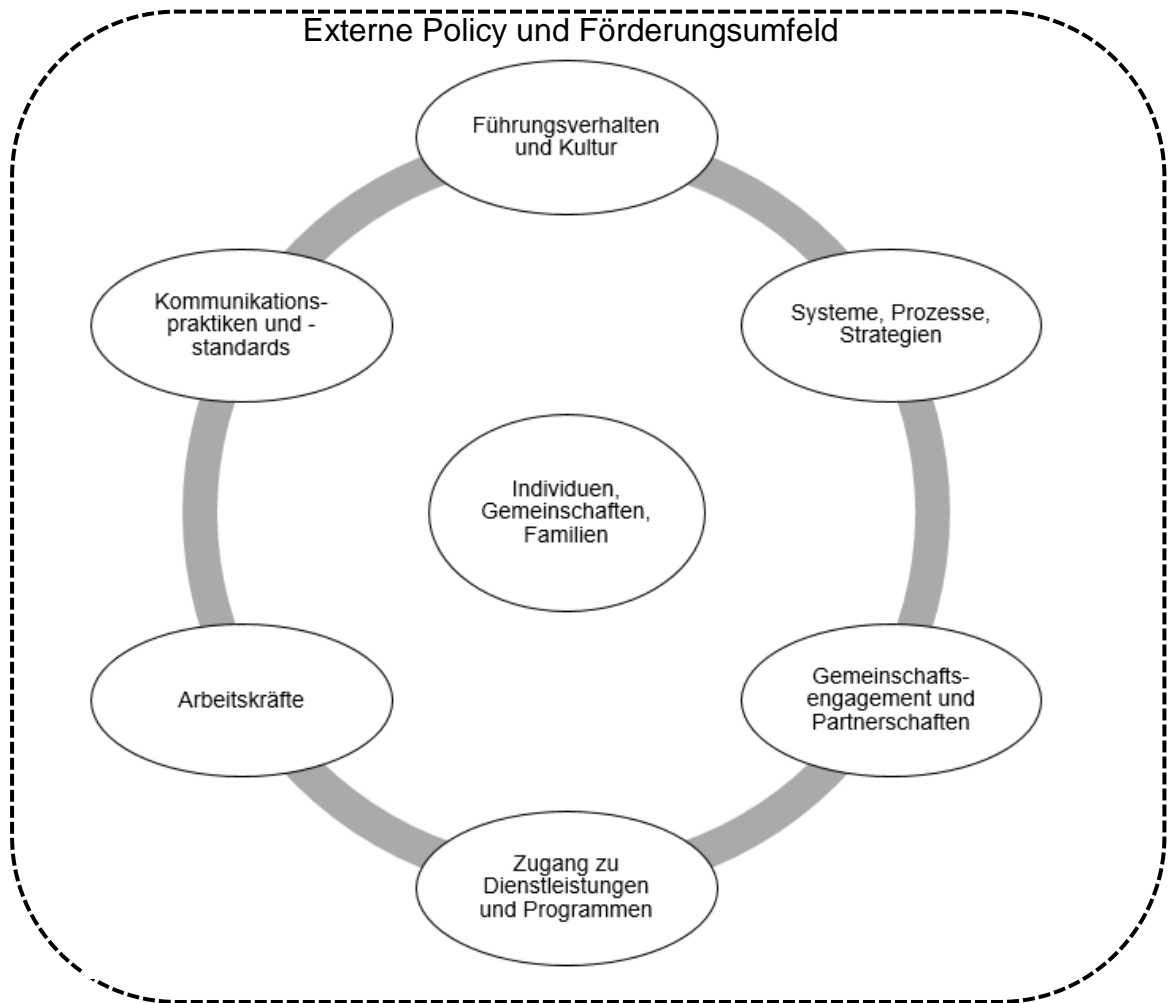 Externe Policy und Förderungsumfeld
Führungsverhalten
und Kultur
Kommunikations-
praktiken und -
standards
Systeme, Prozesse,
Strategien
Individuen,
Gemeinschaften,
Familien
Arbeitskräfte
Gemeinschafts-
engagement und
Partnerschaften
Zugang zu
Dienstleistungen
und Programmen